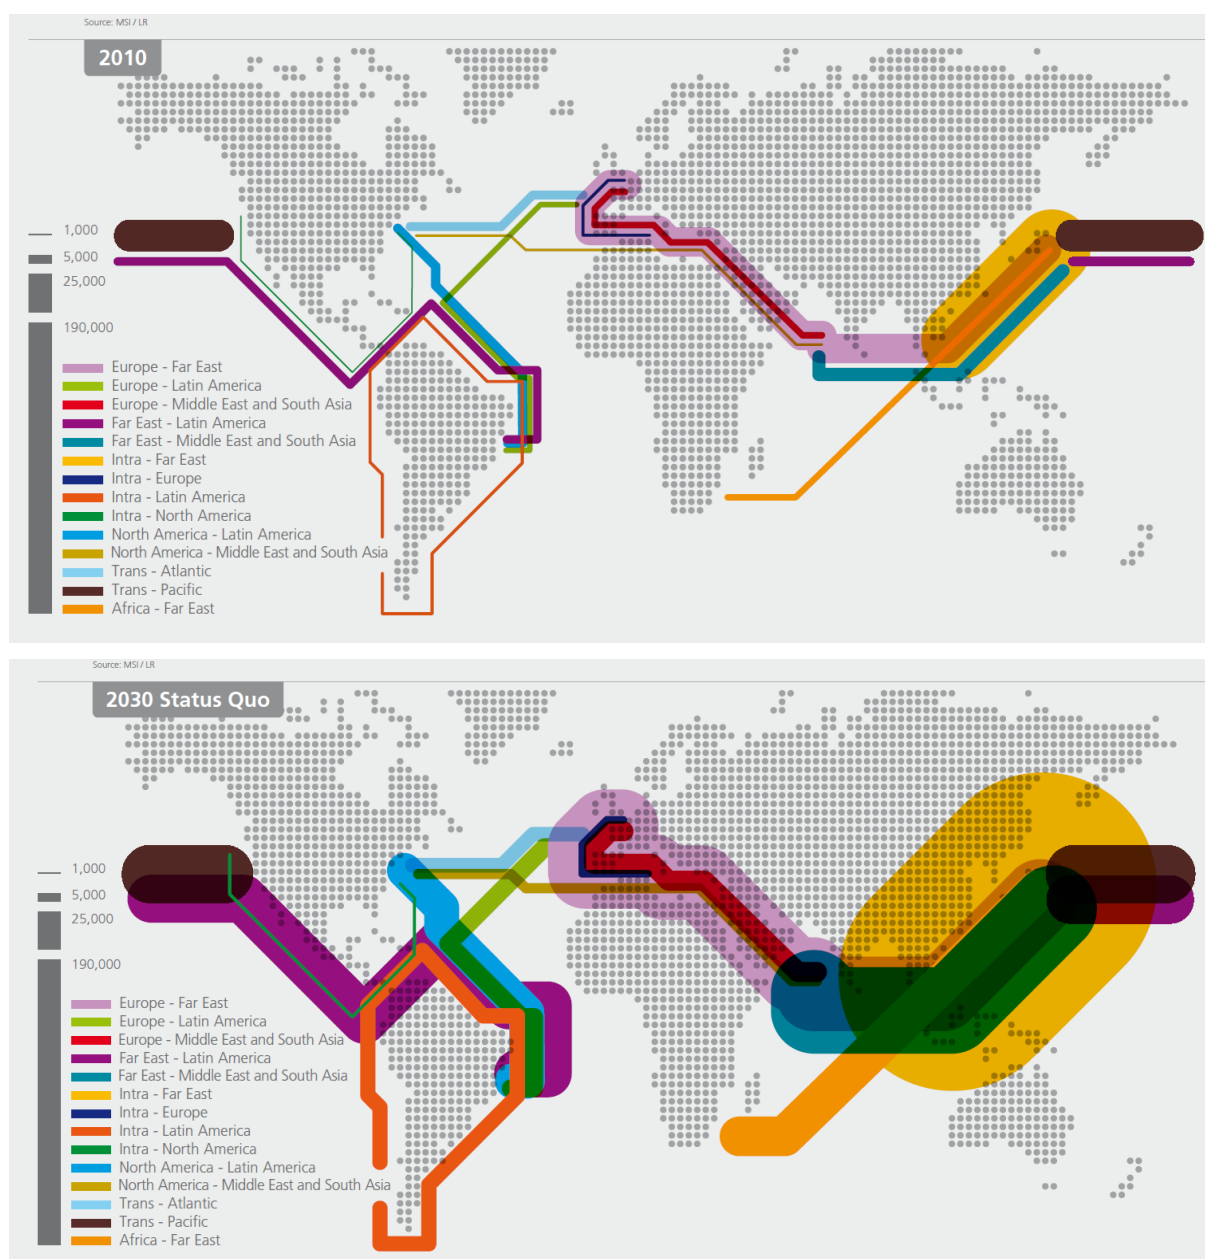 Source: MSI / LR
2010
1,000
5,000
25,000
190,000
Europe - Far East
Europe - Latin America
Europe - Middle East and South Asia
Far East - Latin America
Far East - Middle East and South Asia
Intra - Far East
Intra - Europe
Intra - Latin America
Intra - North America
North America - Latin America
North America - Middle East and South Asia
Trans - Atlantic
Trans - Pacific
Africa - Far East
Source: MSI / LR
2030 Status Quo
1,000
5,000
25,000
190,000
Europe - Far East
Europe - Latin America
Europe - Middle East and South Asia
Far East - Latin America
Far East - Middle East and South Asia
Intra - Far East
Intra - Europe
Intra - Latin America
Intra - North America
North America - Latin America
North America - Middle East and South Asia
Trans - Atlantic
Trans - Pacific
Africa - Far East